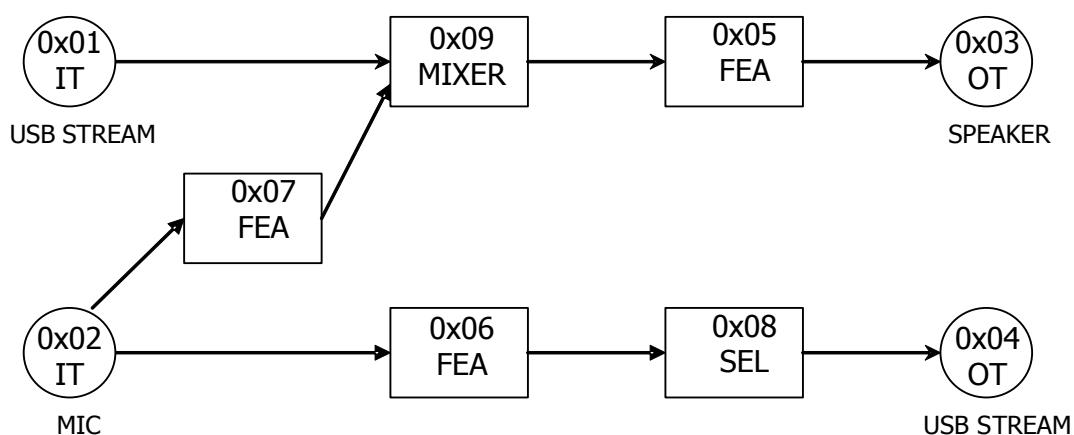 0x01
IT
USB STREAM
0x09
MIXER
0x05
FEA
0x03
OT
SPEAKER
0x07
FEA
0x02
IT
MIC
0x06
FEA
0x08
SEL
0x04
OT
USB STREAM